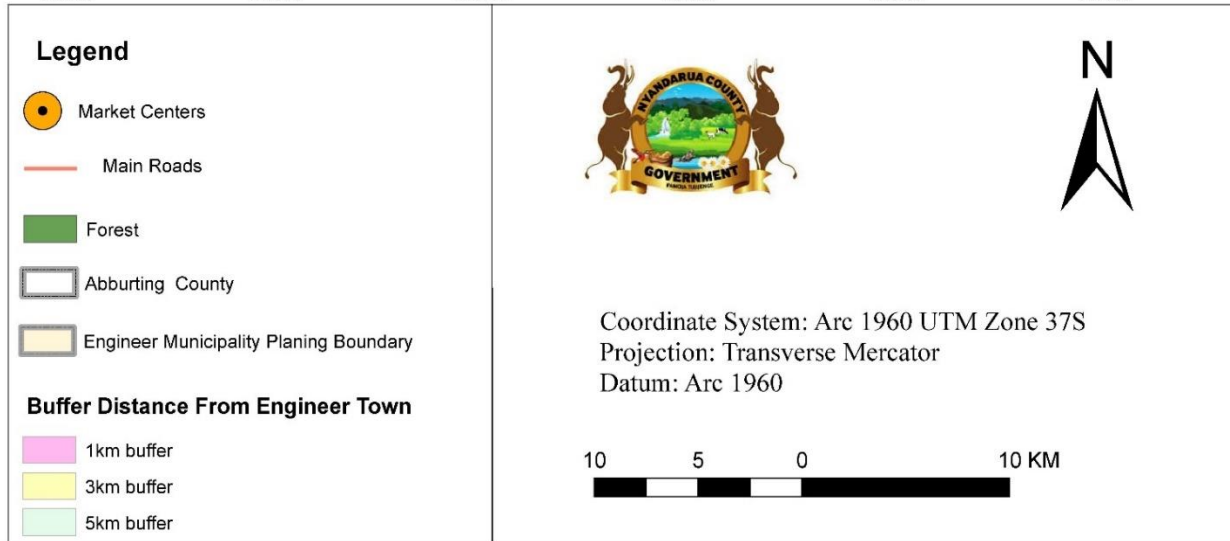 Legend
Market Centers
Main Roads
Forest
Abburting County
Engineer Municipality Planing Boundary
Buffer Distance From Engineer Town
1km buffer
3km buffer
5km buffer
NYANDARUA COUNTY
GOVERNMENT
N
Coordinate System: Arc 1960 UTM Zone 37S
Projection: Transverse Mercator
Datum: Arc 1960
10 5 0 10 KM